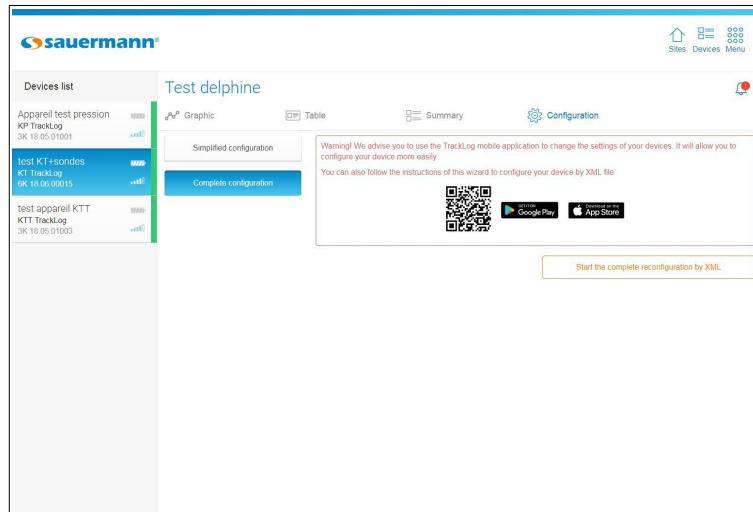 sauermann®
Sites Devices Menu
Devices list
Test delphine
Appareil test pression
KP TrackLog
3K 18.05.01001
test KT+sondes
KT TrackLog
6K 18.06.00015
test appareil KTT
KTT TrackLog
3K 18.05.01003
Graphic Table Summary Configuration
Simplified configuration
Complete configuration
Warning! We advise you to use the TrackLog mobile application to change the settings of your devices. It will allow you to
configure your device more easily
You can also follow the instructions of this wizard to configure your device by XML file
GET IT ON
Google Play
Download on the
App Store
Start the complete reconfiguration by XML